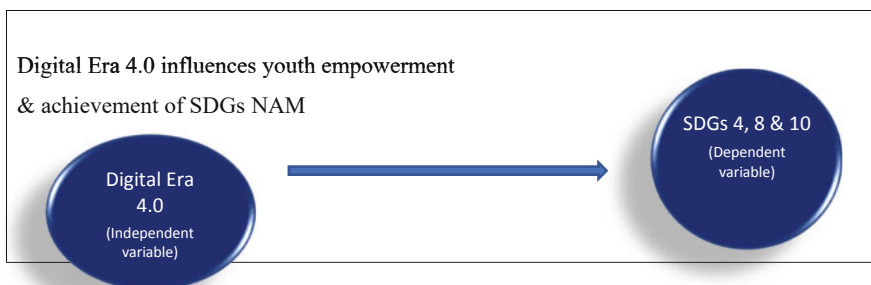 Digital Era 4.0 influences youth empowerment
& achievement of SDGs NAM
SDGs 4, 8 & 10
(Dependent
variable)
Digital Era
4.0
(Independent
variable)